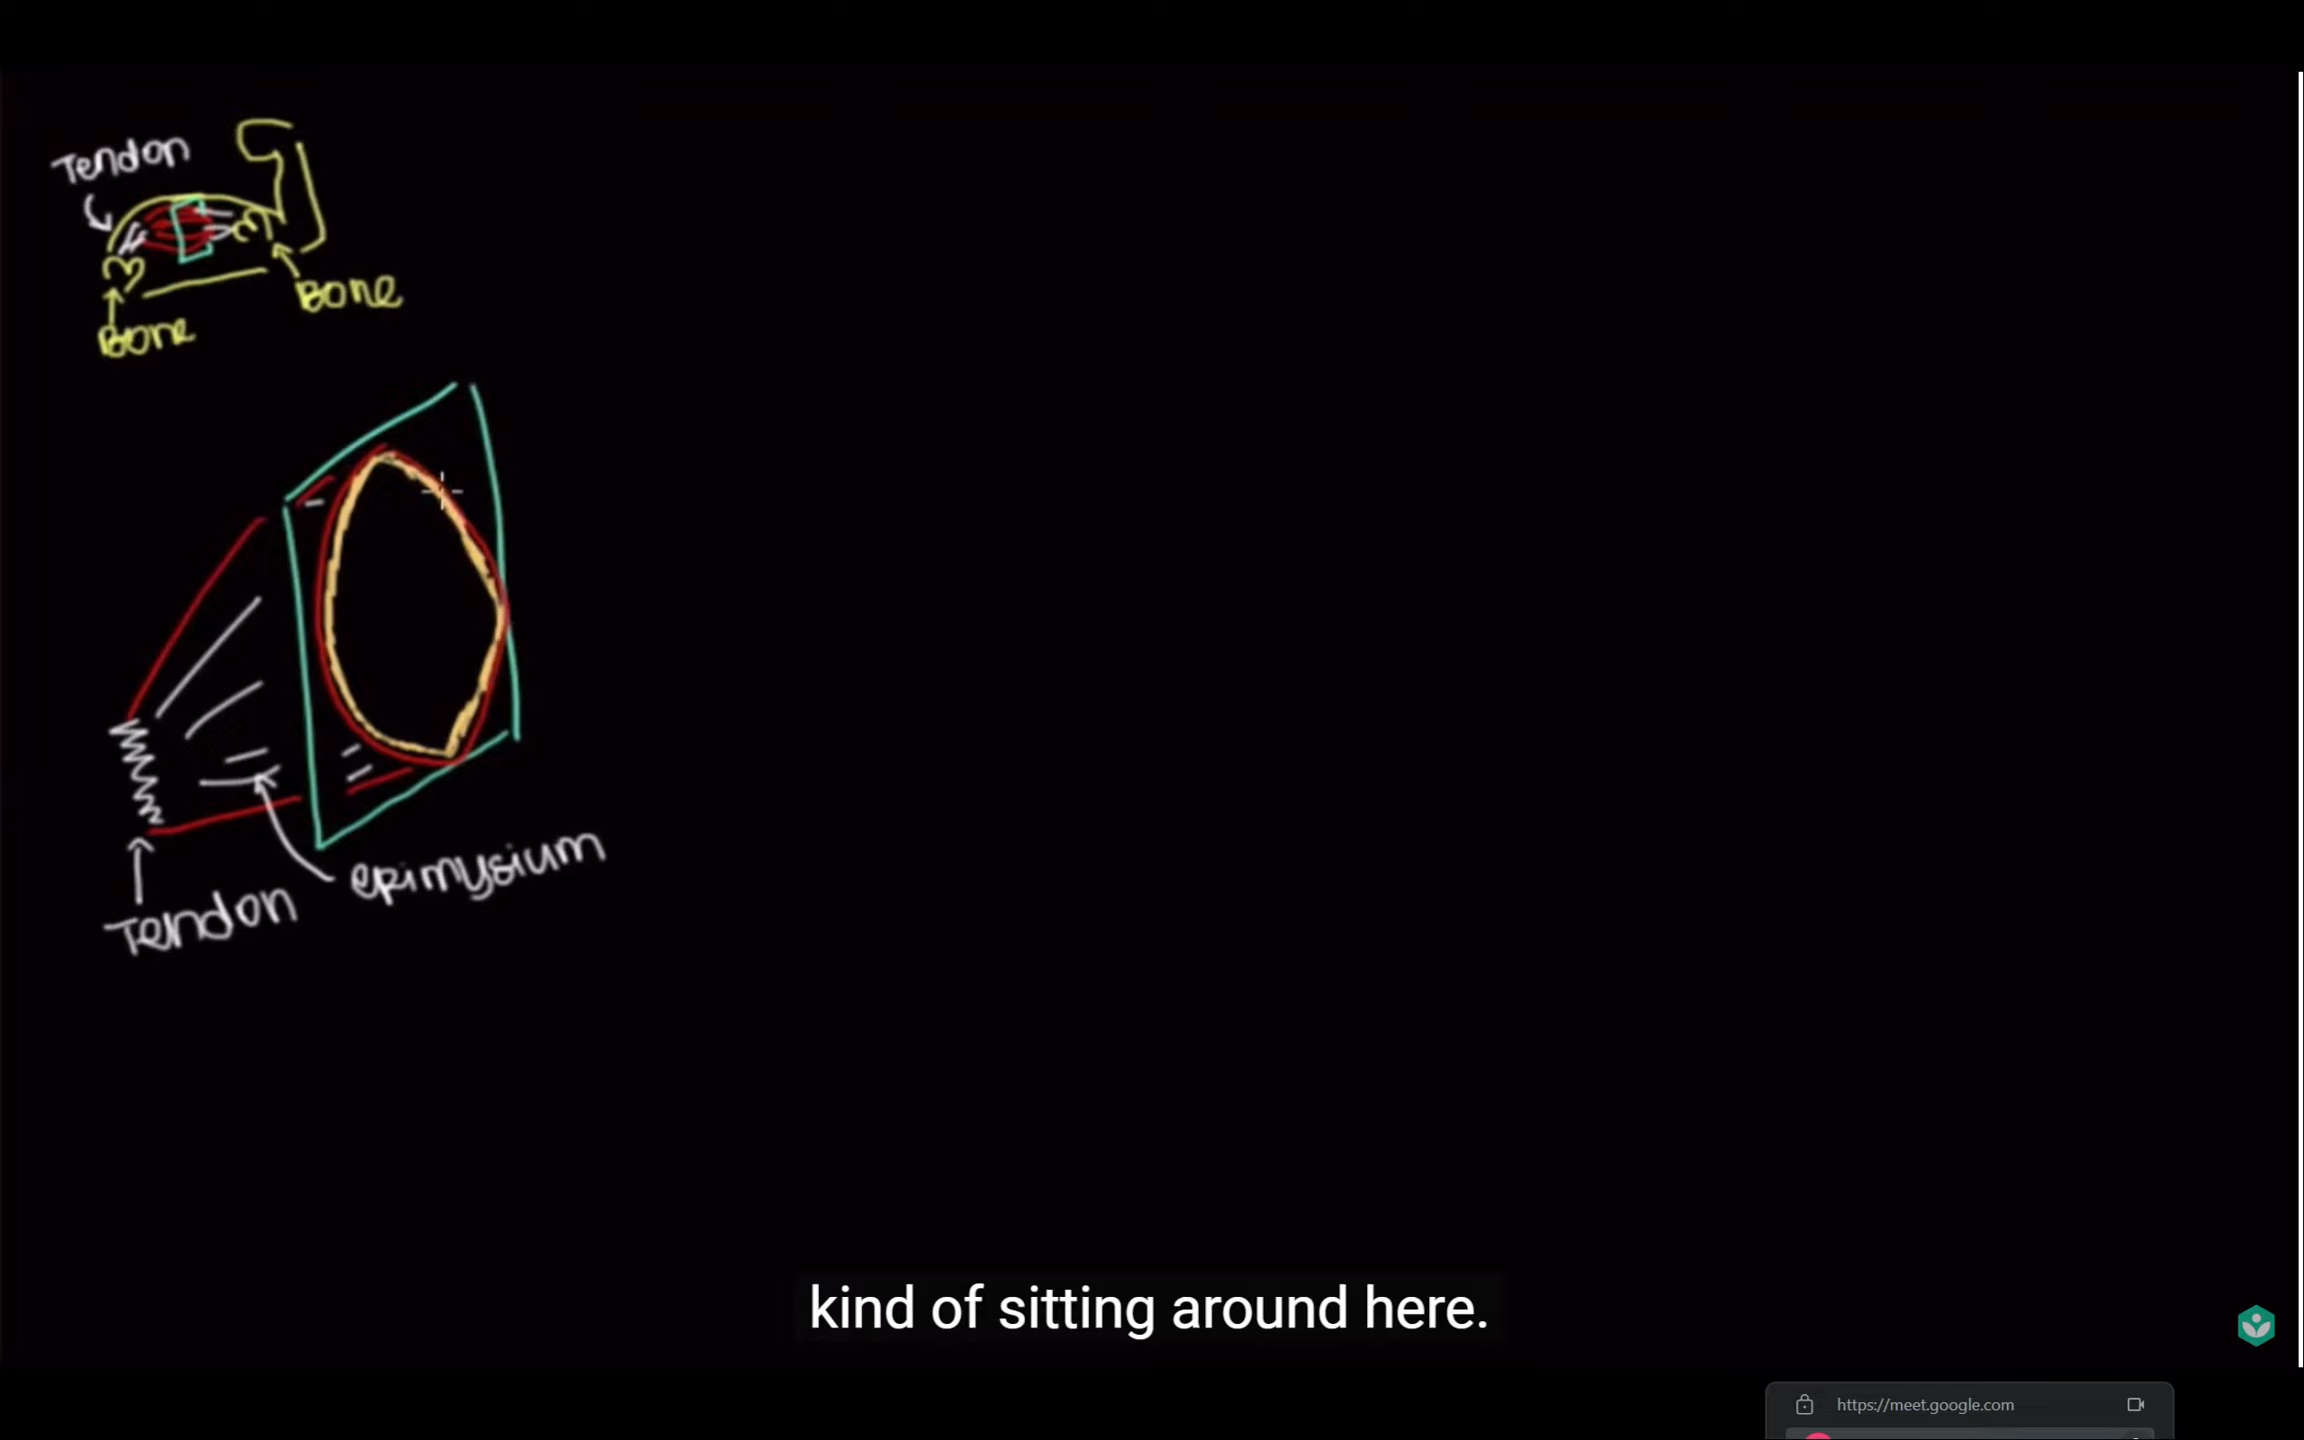 Tendon
Bone
Bone
epimysium
Tendon
kind of sitting around here.
https://meet.google.com